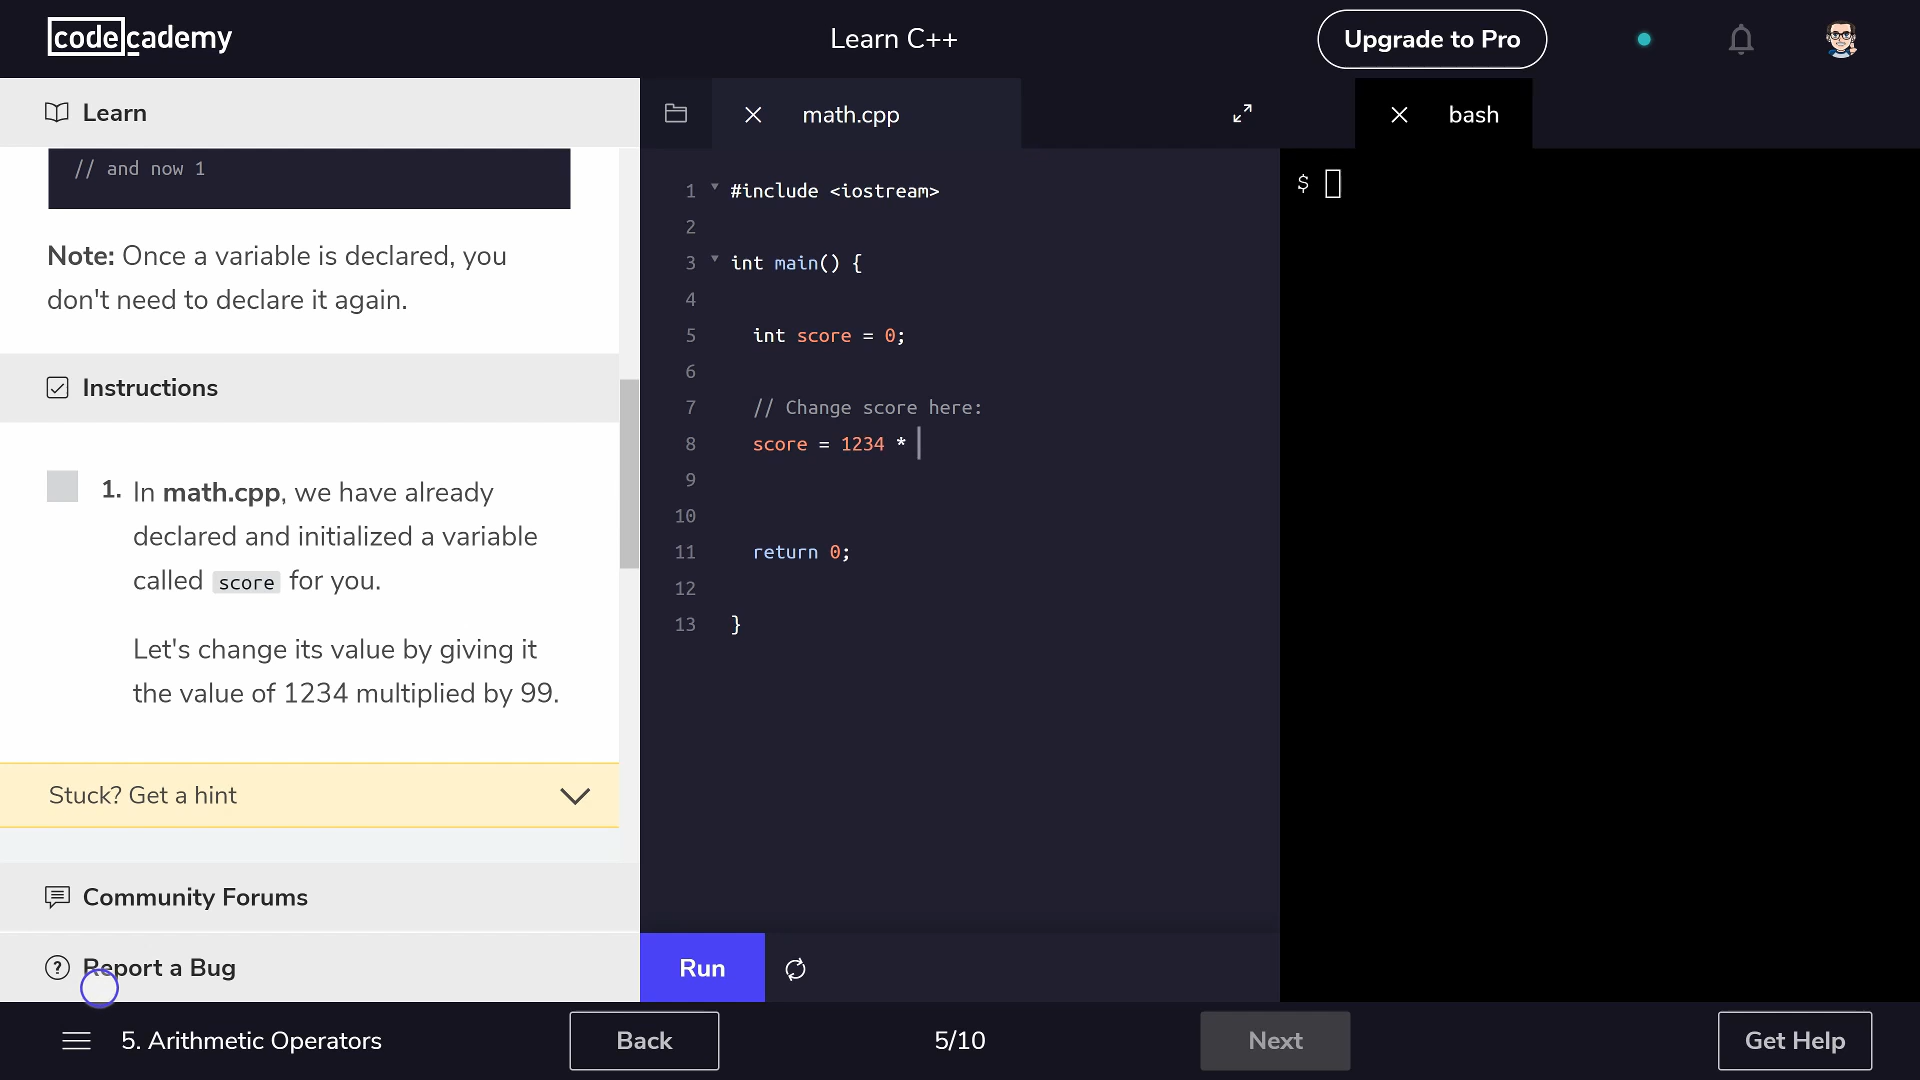 codecademy
Learn C++
Upgrade to Pro
Learn
// and now 1
Note: Once a variable is declared, you
don't need to declare it again.
Instructions
1. In math.cpp, we have already
declared and initialized a variable
called score for you.
Let's change its value by giving it
the value of 1234 multiplied by 99.
Stuck? Get a hint
Community Forums
Report a Bug
math.cpp
1 #include <iostream>
2
3 int main() {
4
5 int score = 0;
6
7 // Change score here:
8 score = 1234 *
9
10
11 return 0;
12
13 }
Run
bash
$
5. Arithmetic Operators
Back
5/10
Next
Get Help